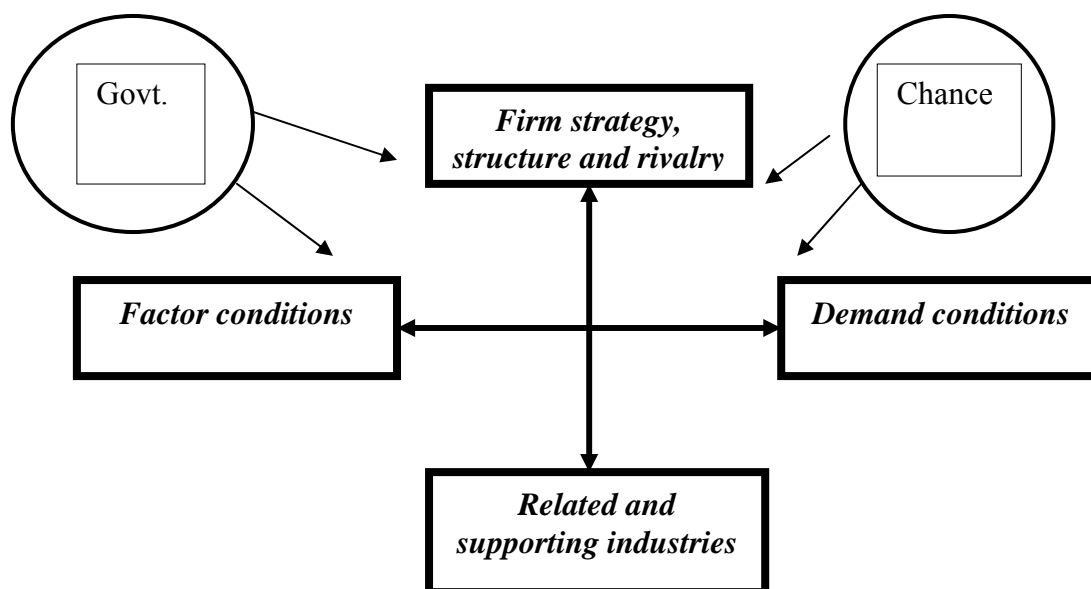 Govt.
Chance
Firm strategy,
structure and rivalry
Factor conditions
Demand conditions
Related and
supporting industries